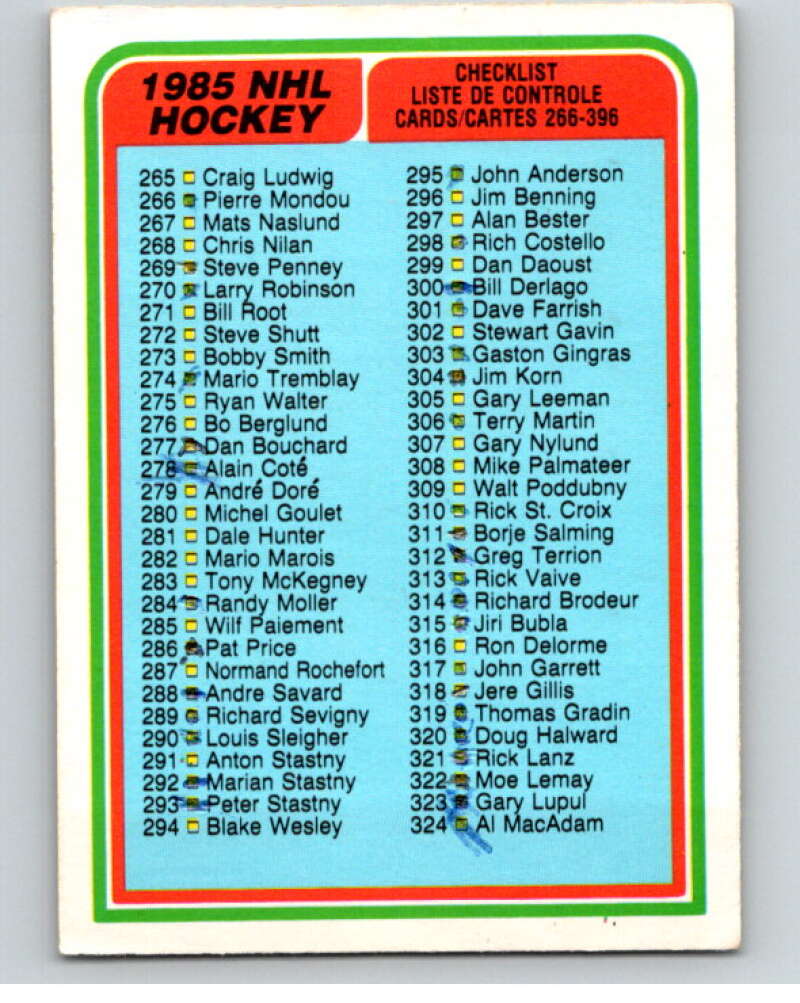 1985 NHL
HOCKEY
CHECKLIST
LISTE DE CONTROLE
CARDS/CARTES 266-396
265 Craig Ludwig
266 Pierre Mondou
267 Mats Naslund
268 Chris Nilan
269 Steve Penney
270 Larry Robinson
271 Bill Root
272 Steve Shutt
273 Bobby Smith
274 Mario Tremblay
275 Ryan Walter
276 Bo Berglund
277 Dan Bouchard
278 Alain Coté
279 André Doré
280 Michel Goulet
281 Dale Hunter
282 Mario Marois
283 Tony McKegney
284 Randy Moller
285 Wilf Paiement
286 Pat Price
287 Normand Rochefort
288 Andre Savard
289 Richard Sevigny
290 Louis Sleigher
291 Anton Stastny
292 Marian Stastny
293 Peter Stastny
294 Blake Wesley
295 John Anderson
296 Jim Benning
297 Alan Bester
298 Rich Costello
299 Dan Daoust
300 Bill Derlago
301 Dave Farrish
302 Stewart Gavin
303 Gaston Gingras
304 Jim Korn
305 Gary Leeman
306 Terry Martin
307 Gary Nylund
308 Mike Palmateer
309 Walt Poddubny
310 Rick St. Croix
311 Borje Salming
312 Greg Terrion
313 Rick Vaive
314 Richard Brodeur
315 Jiri Bubla
316 Ron Delorme
317 John Garrett
318 Jere Gillis
319 Thomas Gradin
320 Doug Halward
321 Rick Lanz
322 Moe Lemay
323 Gary Lupul
324 Al MacAdam